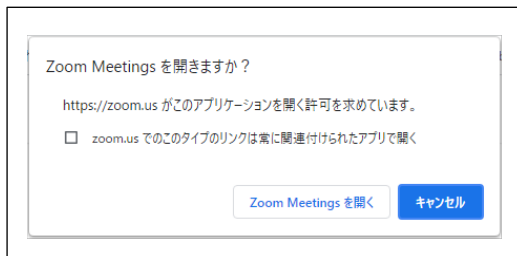 Zoom Meetings を開きますか？
https://zoom.us がこのアプリケーションを開く許可を求めています。
zoom.us でのこのタイプのリンクは常に関連付けられたアプリで開く
Zoom Meetings を開く
キャンセル